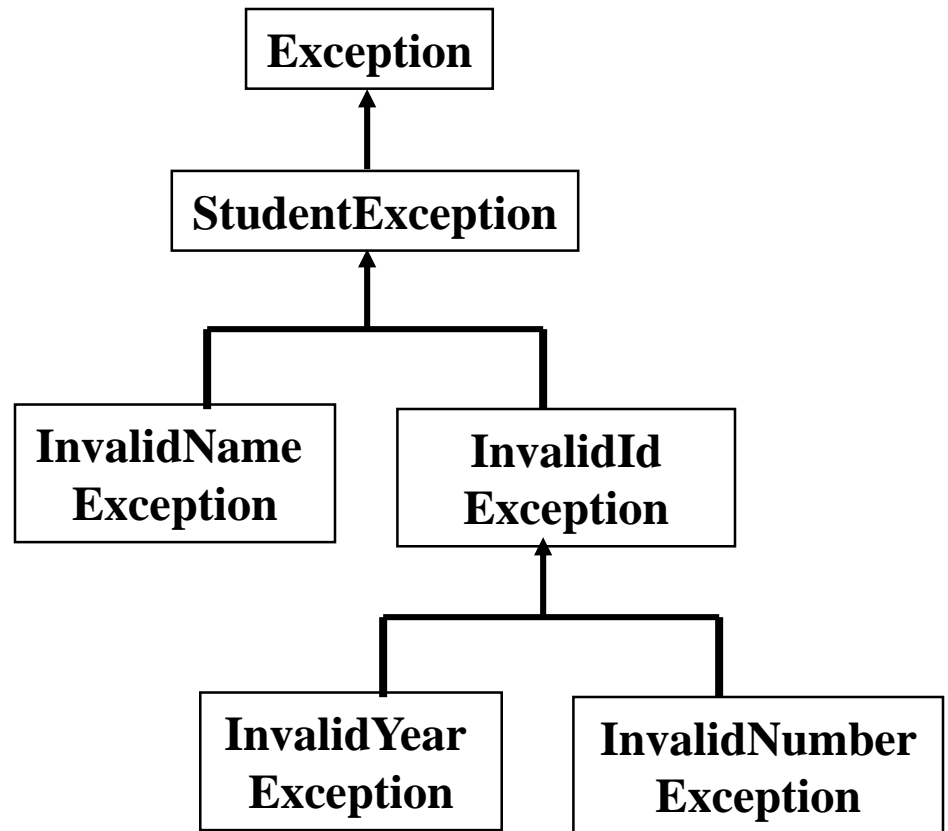 Exception
StudentException
InvalidName
Exception
InvalidId
Exception
InvalidYear
Exception
InvalidNumber
Exception